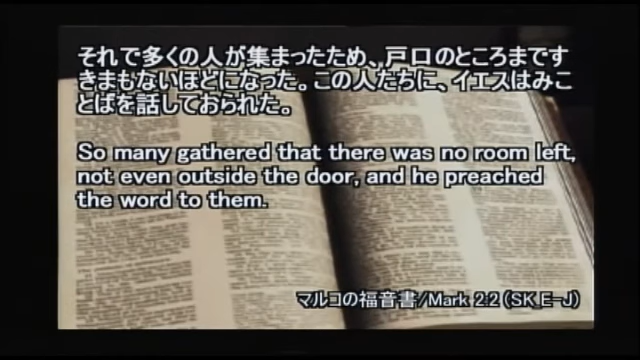 それで多くの人が集まったため、戸口のところまです
きまもないほどになった。この人たちに、イエスはみこ
とばを話しておられた。
So many gathered that there was no room left,
not even outside the door, and he preached
the word to them.
マルコの福音書/Mark 2:2 (SK_E-J)